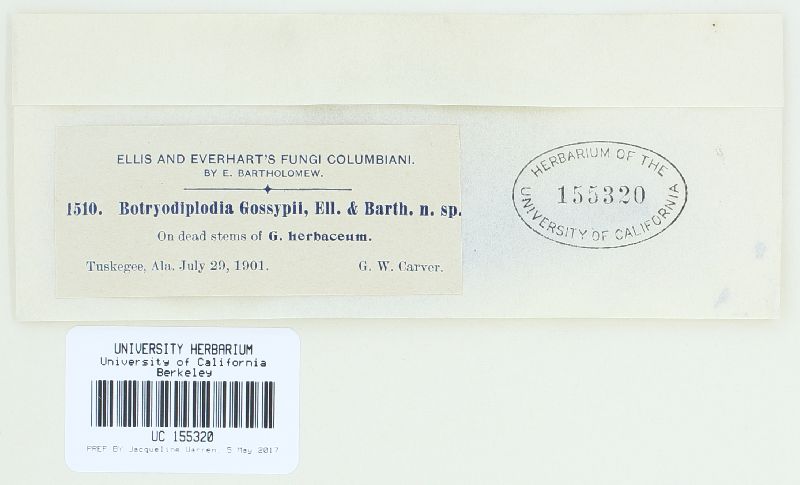 ELLIS AND EVERHART'S FUNGI COLUMBIANI.
BY E. BARTHOLOMEW.
1510. Botryodiplodia Gossypii, Ell. & Barth. n. sp.
On dead stems of G. herbaceum.
Tuskegee, Ala. July 29, 1901. G. W. Carver.
HERBARIUM OF THE
155320
UNIVERSITY OF CALIFORNIA
UNIVERSITY HERBARIUM
University of California
Berkeley
UC 155320
PREP BY Jacqueline Warren, 5 May 2017